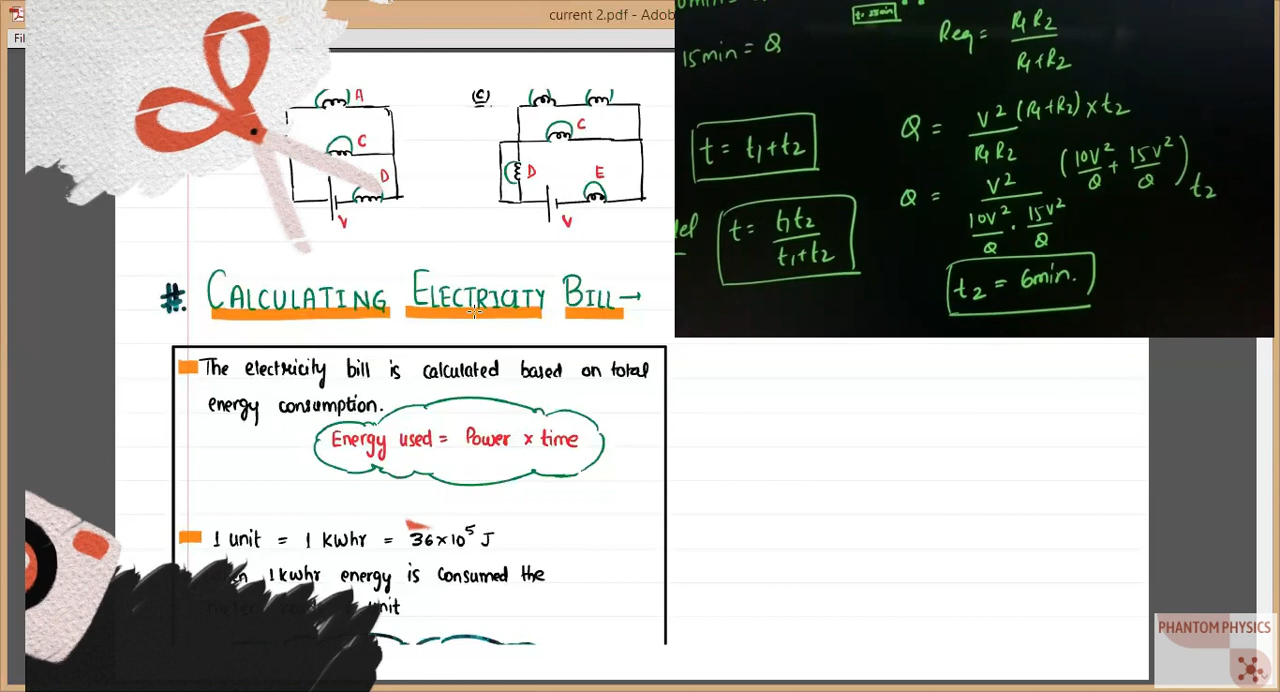 current 2.pdf - Adob
Fil
A
C
D
V
(C)
C
D
E
V
# CALCULATING ELECTRICITY BILL→
The electricity bill is calculated based on total
energy consumption.
Energy used = Power × time
1 unit = 1 kwhr = 36×10⁵ J
1kwhr energy is consumed the
unit
15min = Q
t = t₁+t₂
t = t₁t₂ / t₁+t₂
Req = R₁R₂ / R₁+R₂
Q = V² (R₁+R₂) × t₂ / R₁R₂
Q = V² / (10V²/Q · 15V²/Q) (10V²/Q + 15V²/Q) t₂
t₂ = 6min.
PHANTOM PHYSICS